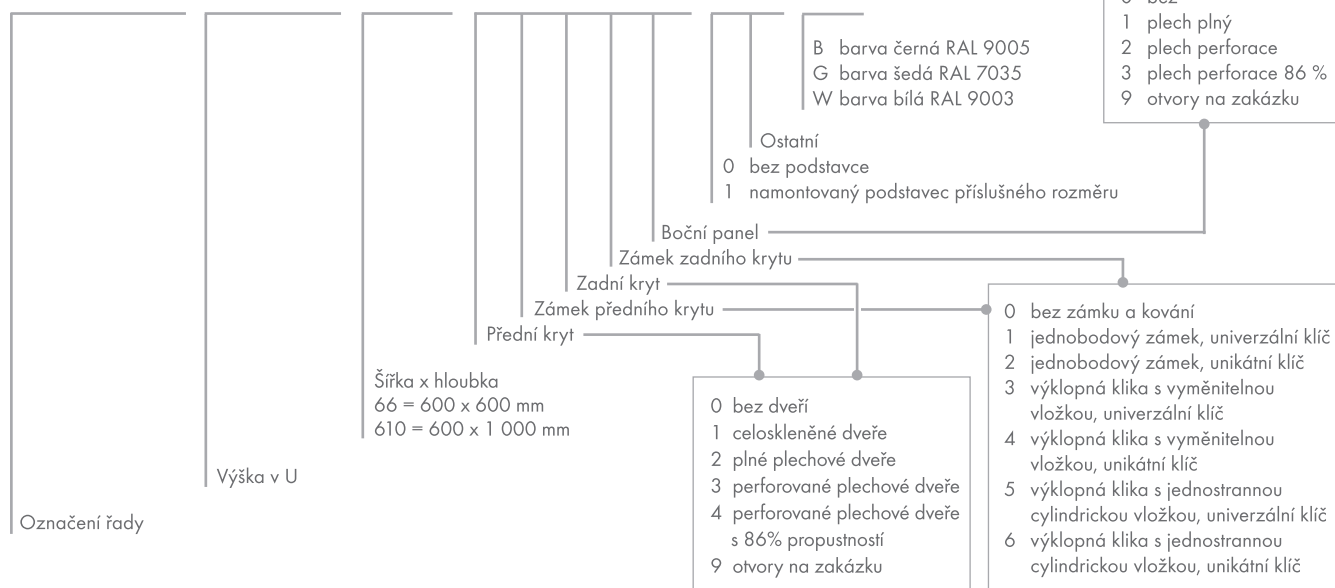 0 bez
1 plech plný
2 plech perforace
3 plech perforace 86 %
9 otvory na zakázku
B barva černá RAL 9005
G barva šedá RAL 7035
W barva bílá RAL 9003
Ostatní
0 bez podstavce
1 namontovaný podstavec příslušného rozměru
Boční panel
Zámek zadního krytu
Zadní kryt
Zámek předního krytu
Přední kryt
Šířka x hloubka
66 = 600 x 600 mm
610 = 600 x 1 000 mm
Výška v U
Označení řady
0 bez dveří
1 celoskleněné dveře
2 plné plechové dveře
3 perforované plechové dveře
4 perforované plechové dveře
s 86% propustností
9 otvory na zakázku
0 bez zámku a kování
1 jednobodový zámek, univerzální klíč
2 jednobodový zámek, unikátní klíč
3 výklopná klika s vyměnitelnou
vložkou, univerzální klíč
4 výklopná klika s vyměnitelnou
vložkou, unikátní klíč
5 výklopná klika s jednostrannou
cylindrickou vložkou, univerzální klíč
6 výklopná klika s jednostrannou
cylindrickou vložkou, unikátní klíč